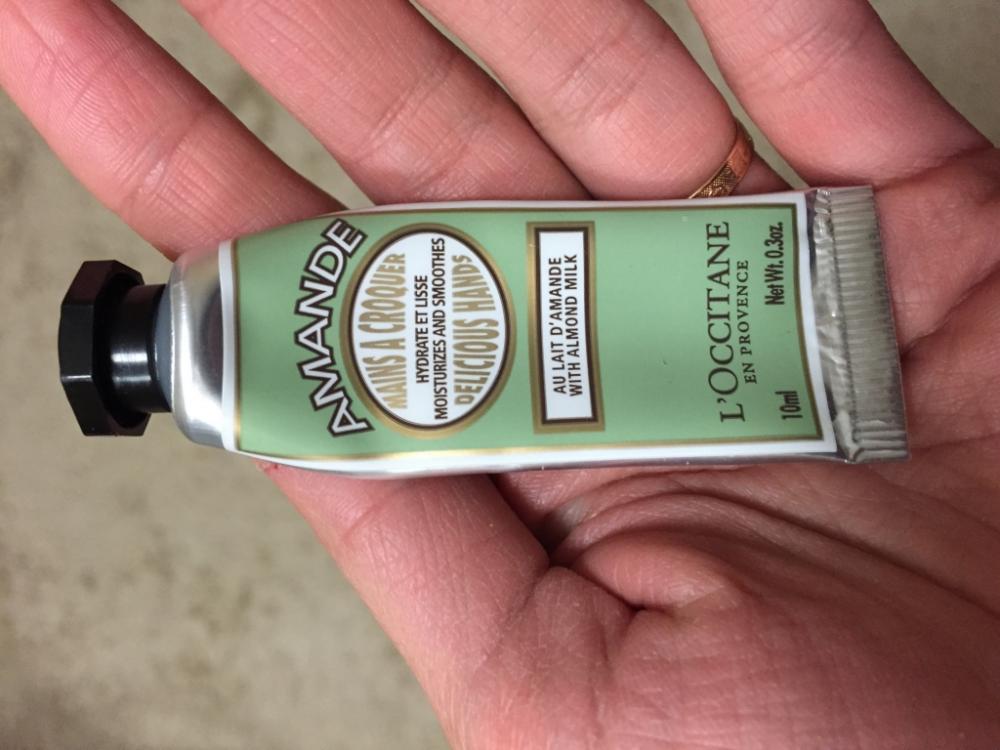 AMANDE
MAINS A CROQUER
HYDRATE ET LISSE
MOISTURIZES AND SMOOTHES
DELICIOUS HANDS
AU LAIT D'AMANDE
WITH ALMOND MILK
L'OCCITANE
EN PROVENCE
10ml Net Wt. 0.3oz.